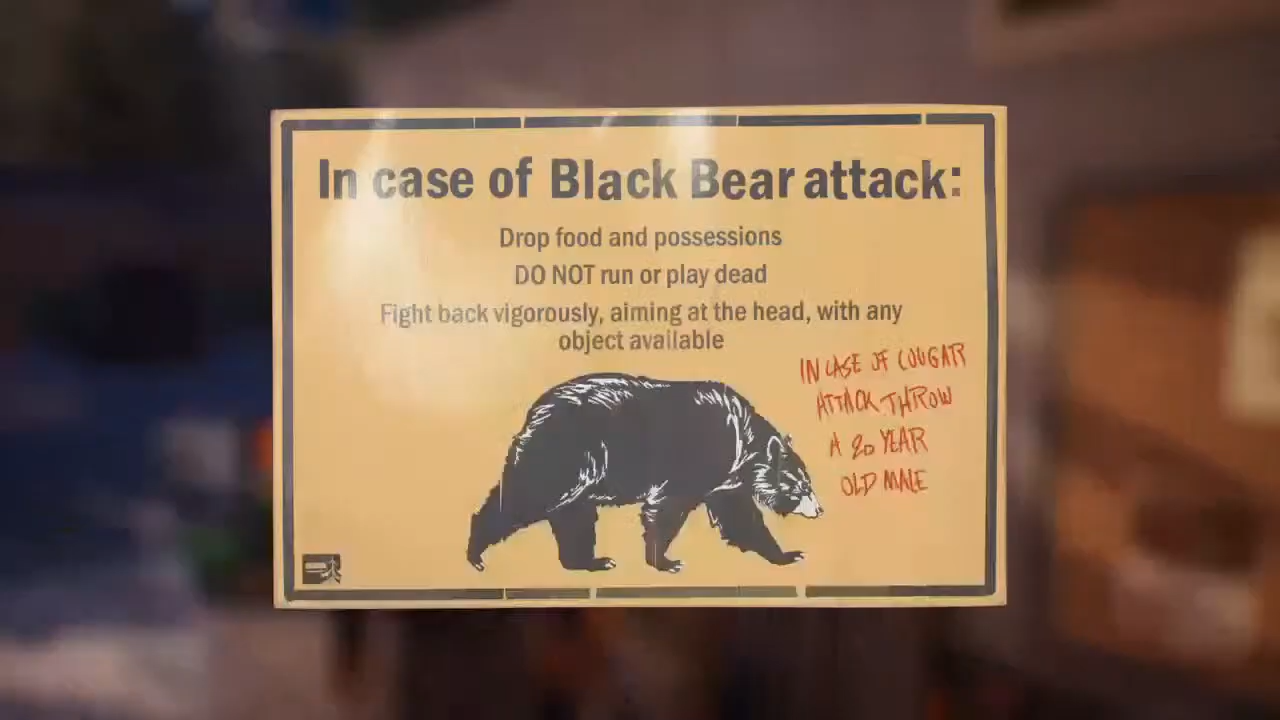 In case of Black Bear attack:
Drop food and possessions
DO NOT run or play dead
Fight back vigorously, aiming at the head, with any
object available
IN CASE OF COUGAR
ATTACK THROW
A 20 YEAR
OLD MALE